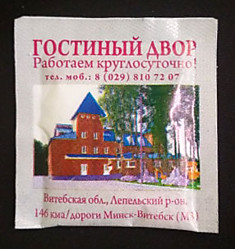 ГОСТИНЫЙ ДВОР
Работаем круглосуточно!
тел. моб.: 8 (029) 810 72 07
Витебская обл., Лепельский р-он.
146 км а/дороги Минск-Витебск (М3)